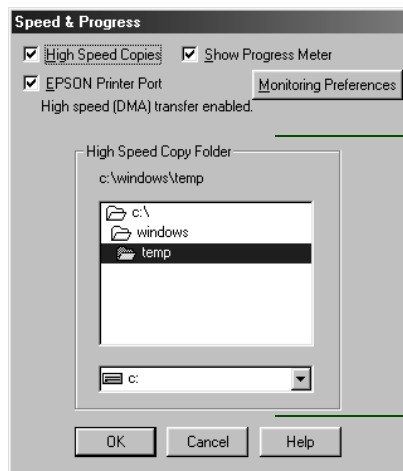 Speed & Progress
High Speed Copies Show Progress Meter
EPSON Printer Port Monitoring Preferences
High speed (DMA) transfer enabled.
High Speed Copy Folder
c:\windows\temp
c:\
windows
temp
c:
OK Cancel Help